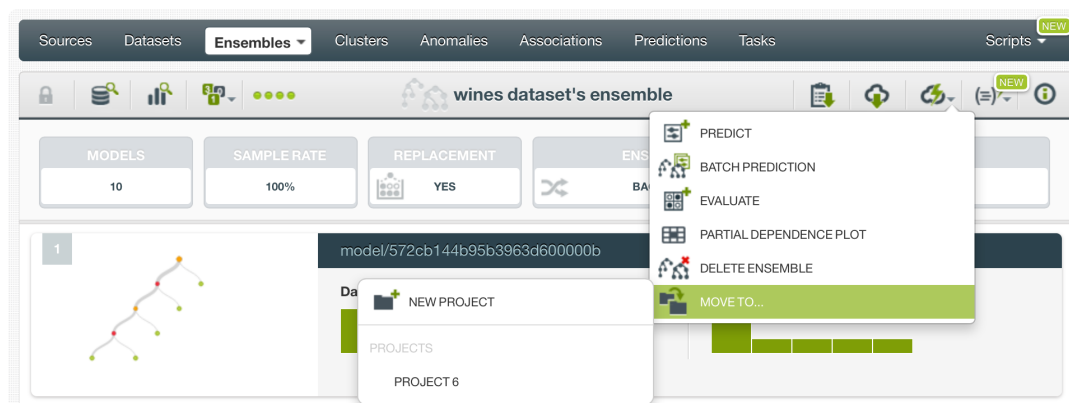 NEW
Sources Datasets Ensembles Clusters Anomalies Associations Predictions Tasks Scripts
NEW
wines dataset's ensemble
PREDICT
MODELS SAMPLE RATE REPLACEMENT
10 100% YES
BATCH PREDICTION
EVALUATE
PARTIAL DEPENDENCE PLOT
DELETE ENSEMBLE
MOVE TO...
1
model/572cb144b95b3963d600000b
NEW PROJECT
PROJECTS
PROJECT 6